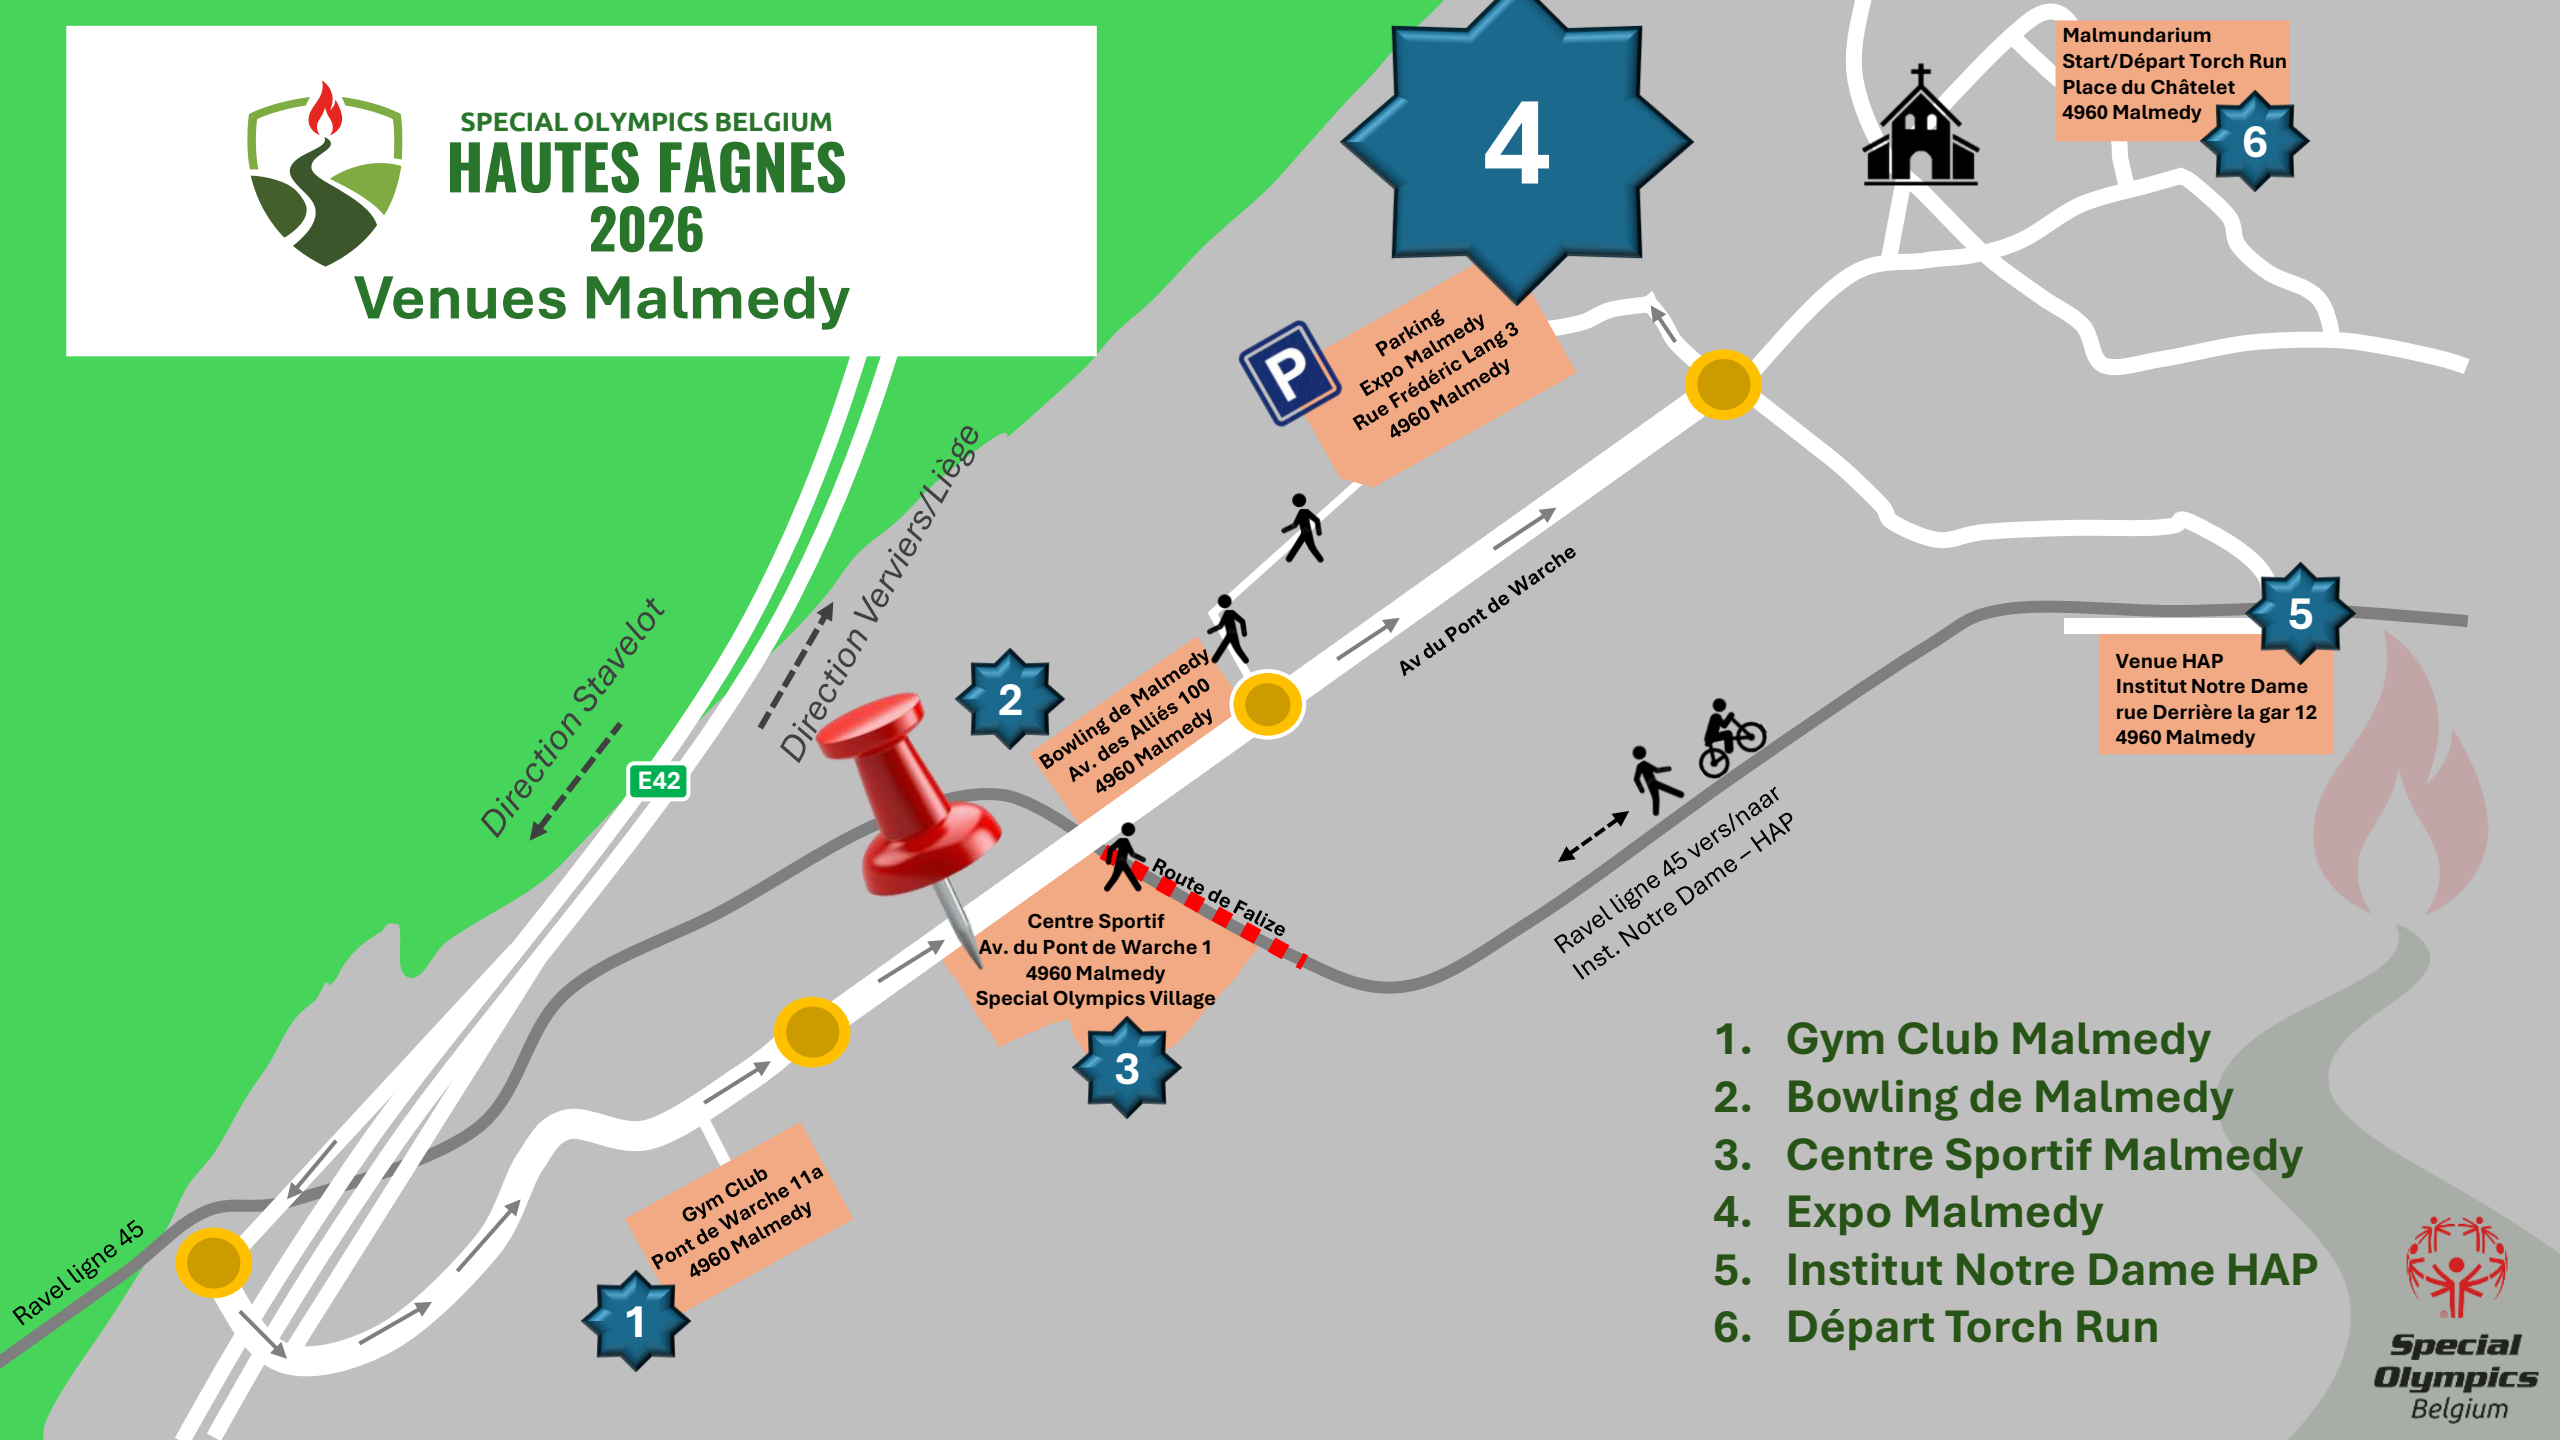 SPECIAL OLYMPICS BELGIUM
HAUTES FAGNES
2026
Venues Malmedy
4
Malmundarium
Start/Départ Torch Run
Place du Châtelet
4960 Malmedy
6
P
Parking
Expo Malmedy
Rue Frédéric Lang 3
4960 Malmedy
Direction Verviers/Liège
Direction Stavelot
E42
2
Bowling de Malmedy
Av. des Alliés 100
4960 Malmedy
Av du Pont de Warche
5
Venue HAP
Institut Notre Dame
rue Derrière la gar 12
4960 Malmedy
Route de Falize
Centre Sportif
Av. du Pont de Warche 1
4960 Malmedy
Special Olympics Village
3
Ravel ligne 45 vers/naar
Inst. Notre Dame – HAP
Gym Club
Pont de Warche 11a
4960 Malmedy
1
Ravel ligne 45
1. Gym Club Malmedy
2. Bowling de Malmedy
3. Centre Sportif Malmedy
4. Expo Malmedy
5. Institut Notre Dame HAP
6. Départ Torch Run
®
Special
Olympics
Belgium